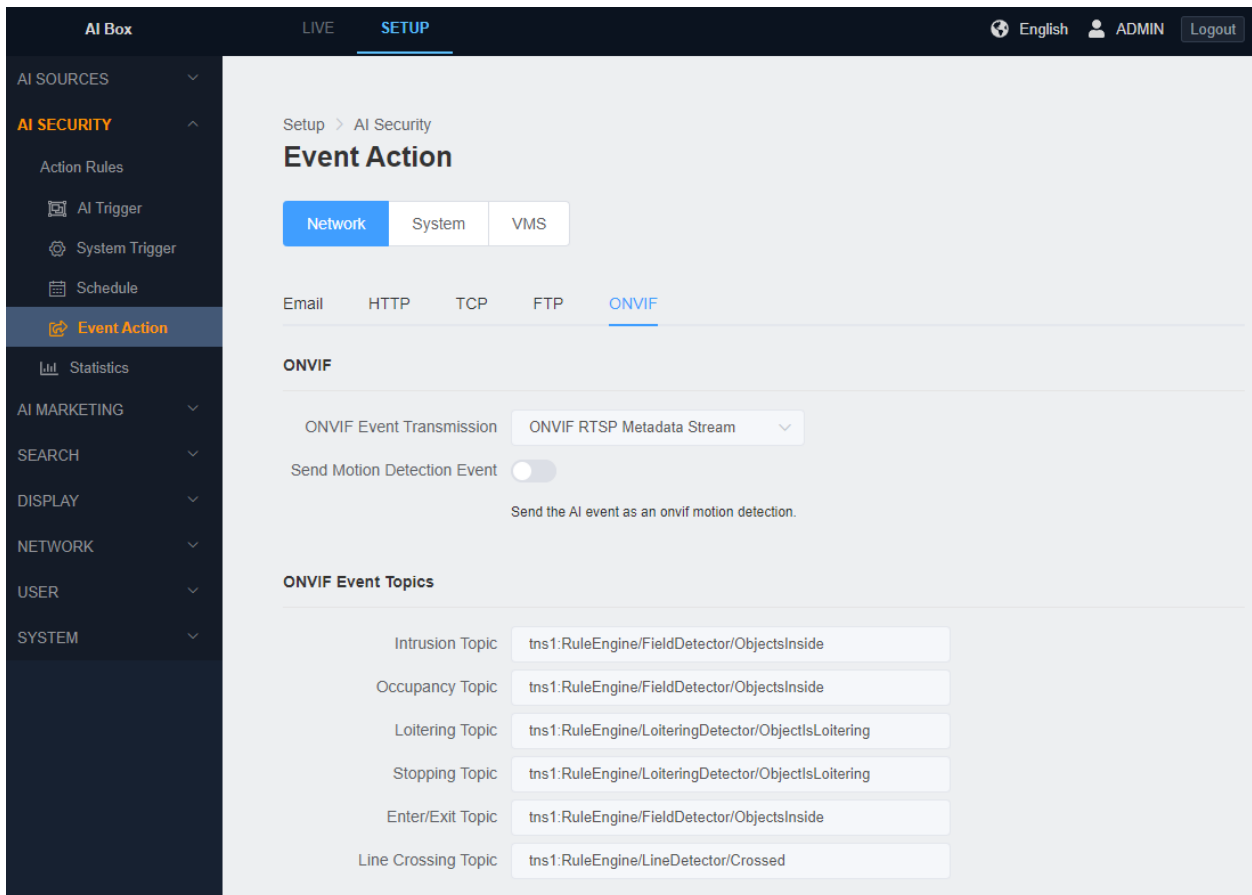 AI Box LIVE SETUP English ADMIN Logout
AI SOURCES
AI SECURITY
Action Rules
AI Trigger
System Trigger
Schedule
Event Action
Statistics
AI MARKETING
SEARCH
DISPLAY
NETWORK
USER
SYSTEM
Setup > AI Security
Event Action
Network System VMS
Email HTTP TCP FTP ONVIF
ONVIF
ONVIF Event Transmission ONVIF RTSP Metadata Stream
Send Motion Detection Event
Send the AI event as an onvif motion detection.
ONVIF Event Topics
Intrusion Topic tns1:RuleEngine/FieldDetector/ObjectsInside
Occupancy Topic tns1:RuleEngine/FieldDetector/ObjectsInside
Loitering Topic tns1:RuleEngine/LoiteringDetector/ObjectIsLoitering
Stopping Topic tns1:RuleEngine/LoiteringDetector/ObjectIsLoitering
Enter/Exit Topic tns1:RuleEngine/FieldDetector/ObjectsInside
Line Crossing Topic tns1:RuleEngine/LineDetector/Crossed